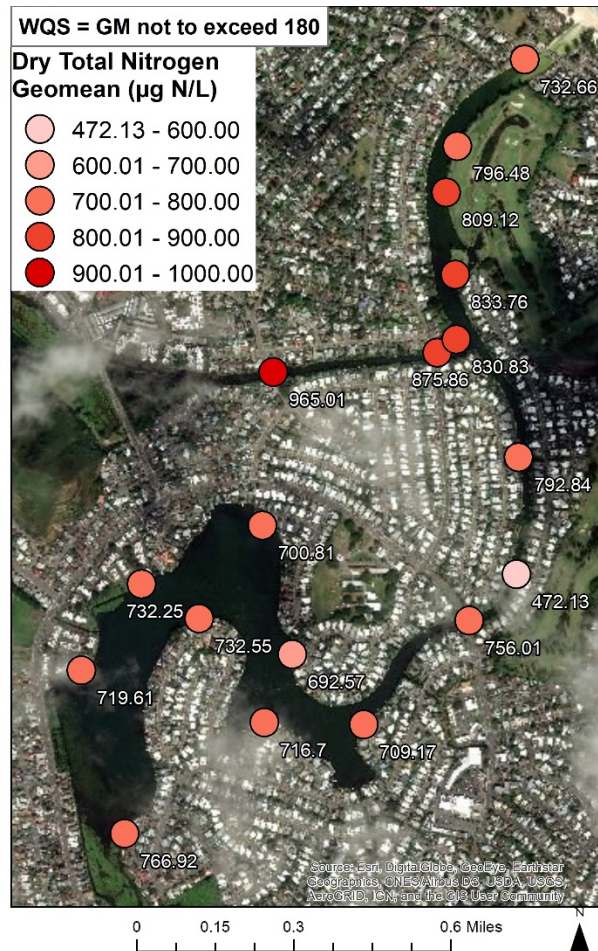 WQS = GM not to exceed 180
Dry Total Nitrogen
Geomean (µg N/L)
472.13 - 600.00
600.01 - 700.00
700.01 - 800.00
800.01 - 900.00
900.01 - 1000.00
732.66
796.48
809.12
833.76
830.83
875.86
965.01
792.84
700.81
472.13
732.25
732.55
756.01
692.57
719.61
716.7
709.17
766.92
Source: Esri, DigitalGlobe, GeoEye, Earthstar
Geographics, CNES/Airbus DS, USDA, USGS,
AeroGRID, IGN, and the GIS User Community
0 0.15 0.3 0.6 Miles
N